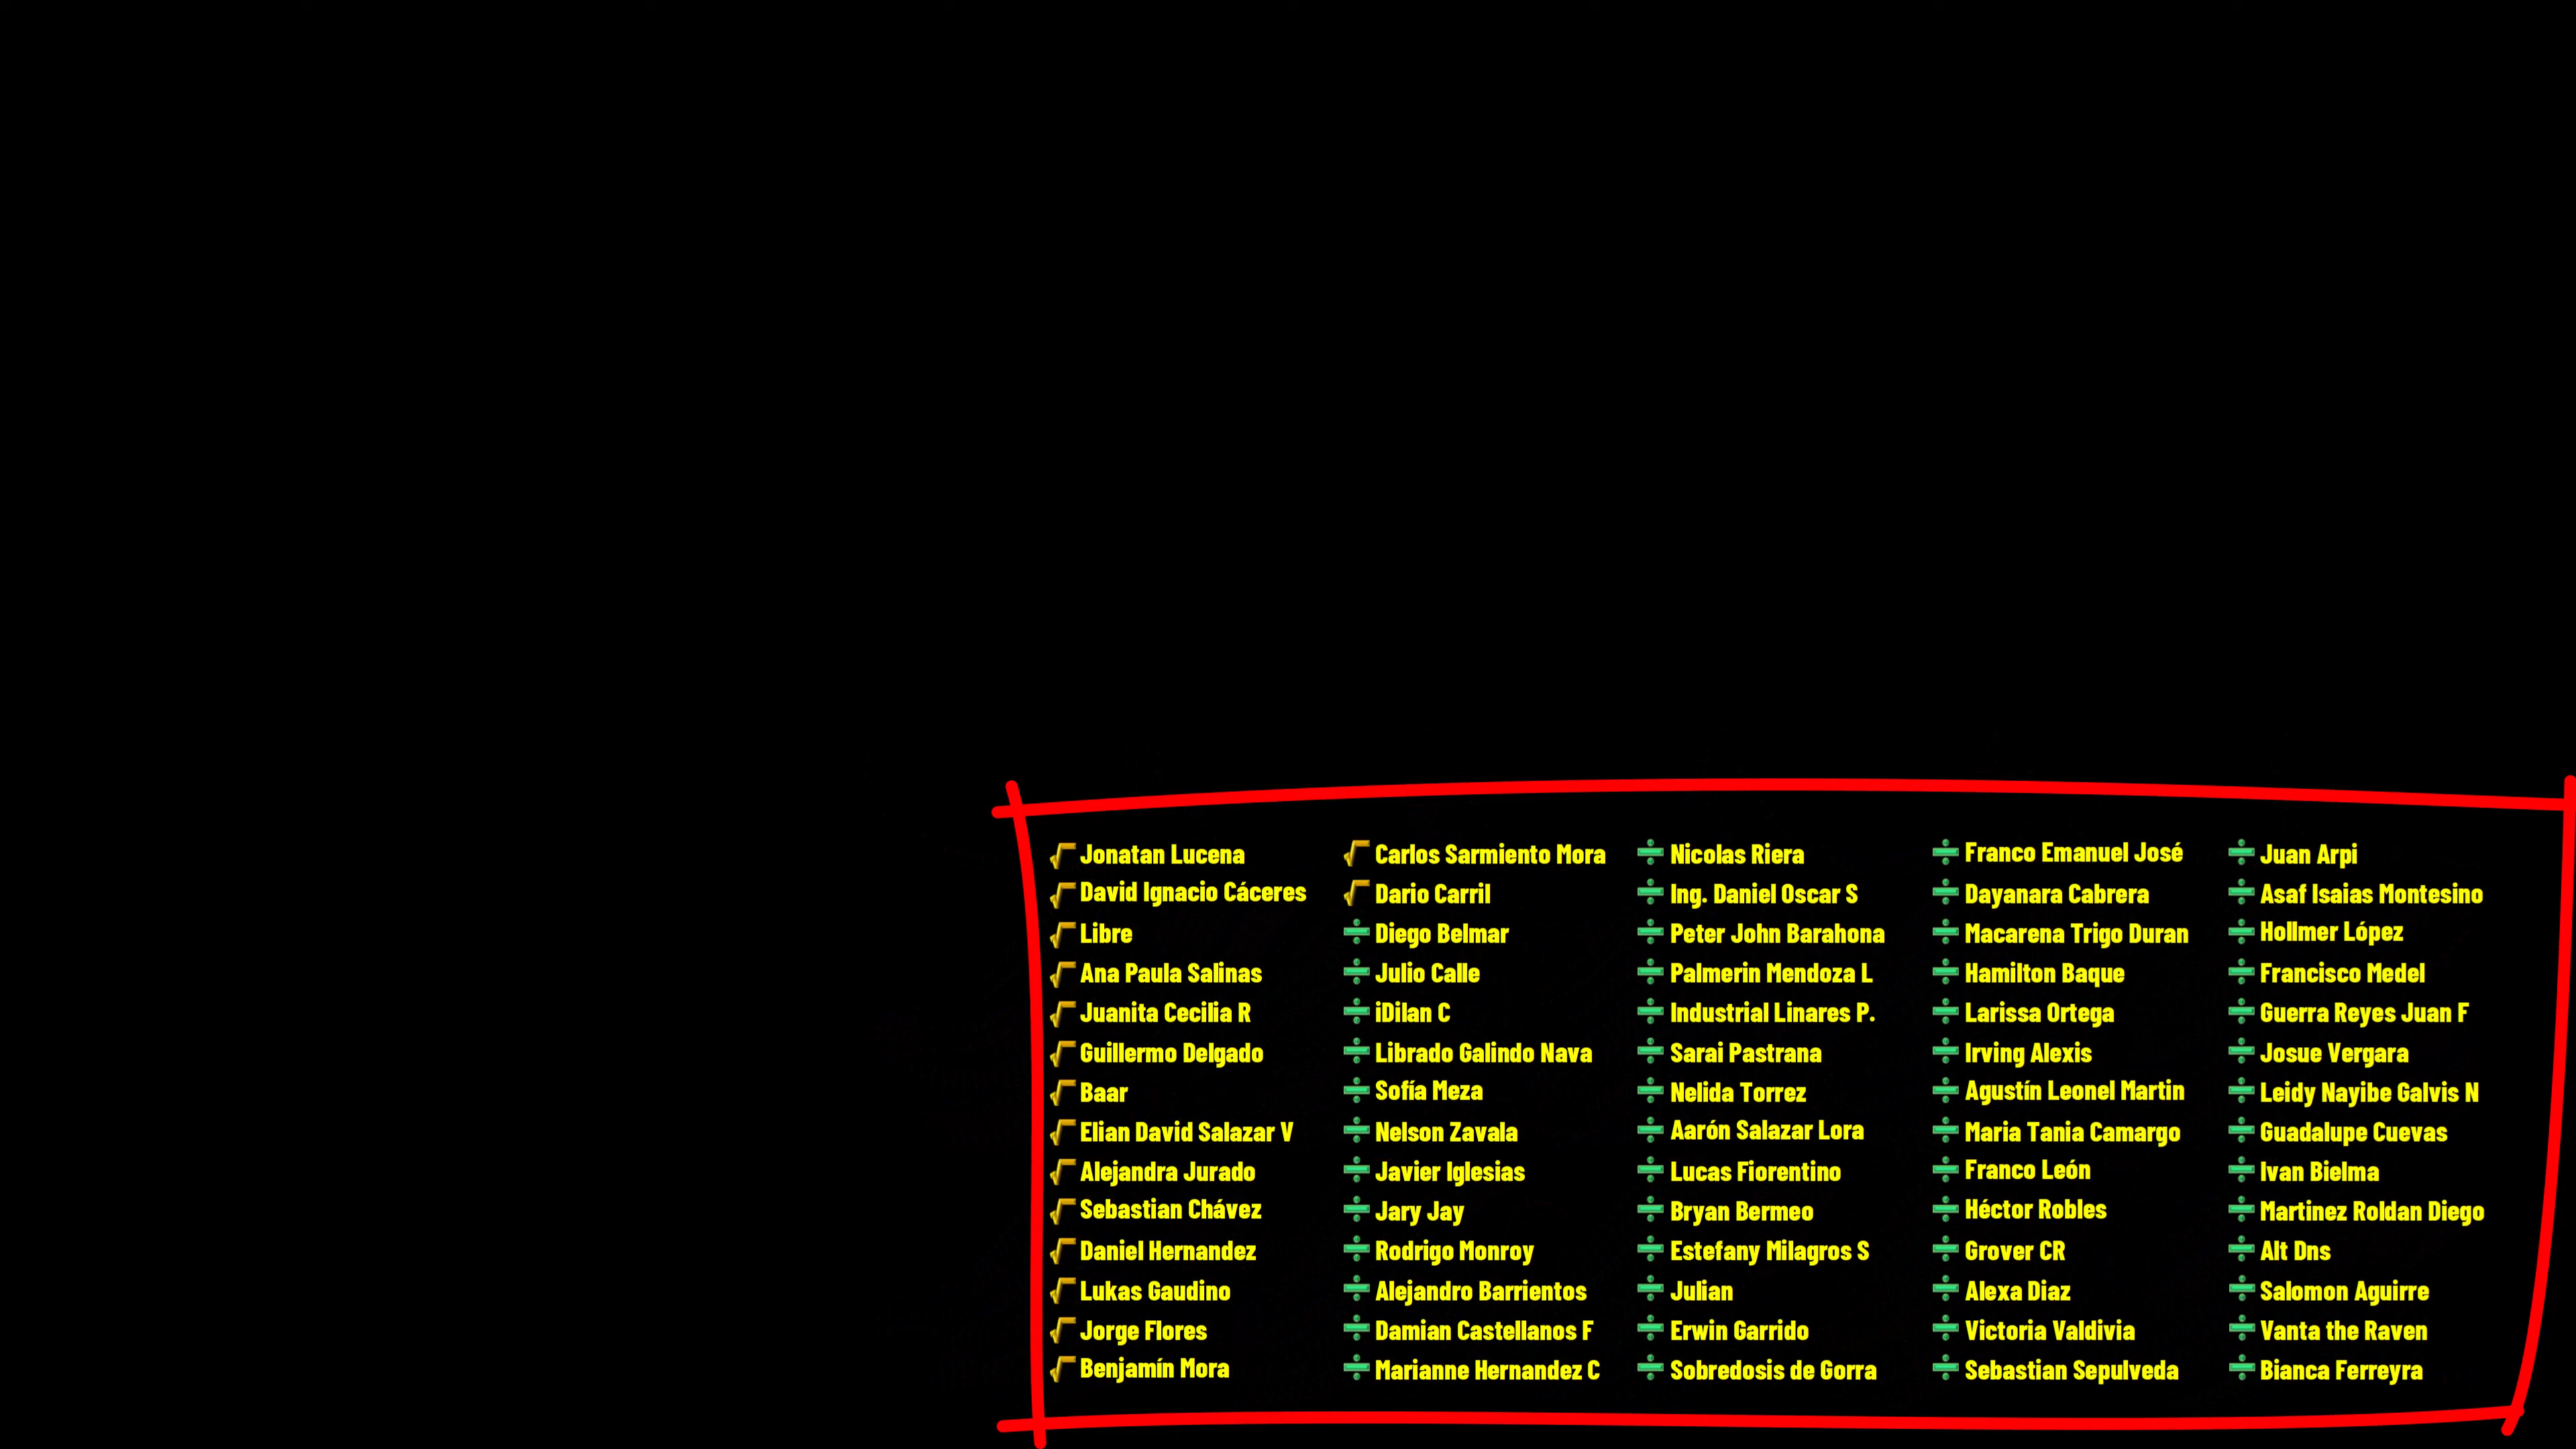 √ Jonatan Lucena
√ David Ignacio Cáceres
√ Libre
√ Ana Paula Salinas
√ Juanita Cecilia R
√ Guillermo Delgado
√ Baar
√ Elian David Salazar V
√ Alejandra Jurado
√ Sebastian Chávez
√ Daniel Hernandez
√ Lukas Gaudino
√ Jorge Flores
√ Benjamín Mora
√ Carlos Sarmiento Mora
√ Dario Carril
÷ Diego Belmar
÷ Julio Calle
÷ iDilan C
÷ Librado Galindo Nava
÷ Sofía Meza
÷ Nelson Zavala
÷ Javier Iglesias
÷ Jary Jay
÷ Rodrigo Monroy
÷ Alejandro Barrientos
÷ Damian Castellanos F
÷ Marianne Hernandez C
÷ Nicolas Riera
÷ Ing. Daniel Oscar S
÷ Peter John Barahona
÷ Palmerin Mendoza L
÷ Industrial Linares P.
÷ Sarai Pastrana
÷ Nelida Torrez
÷ Aarón Salazar Lora
÷ Lucas Fiorentino
÷ Bryan Bermeo
÷ Estefany Milagros S
÷ Julian
÷ Erwin Garrido
÷ Sobredosis de Gorra
÷ Franco Emanuel José
÷ Dayanara Cabrera
÷ Macarena Trigo Duran
÷ Hamilton Baque
÷ Larissa Ortega
÷ Irving Alexis
÷ Agustín Leonel Martin
÷ Maria Tania Camargo
÷ Franco León
÷ Héctor Robles
÷ Grover CR
÷ Alexa Diaz
÷ Victoria Valdivia
÷ Sebastian Sepulveda
÷ Juan Arpi
÷ Asaf Isaias Montesino
÷ Hollmer López
÷ Francisco Medel
÷ Guerra Reyes Juan F
÷ Josue Vergara
÷ Leidy Nayibe Galvis N
÷ Guadalupe Cuevas
÷ Ivan Bielma
÷ Martinez Roldan Diego
÷ Alt Dns
÷ Salomon Aguirre
÷ Vanta the Raven
÷ Bianca Ferreyra